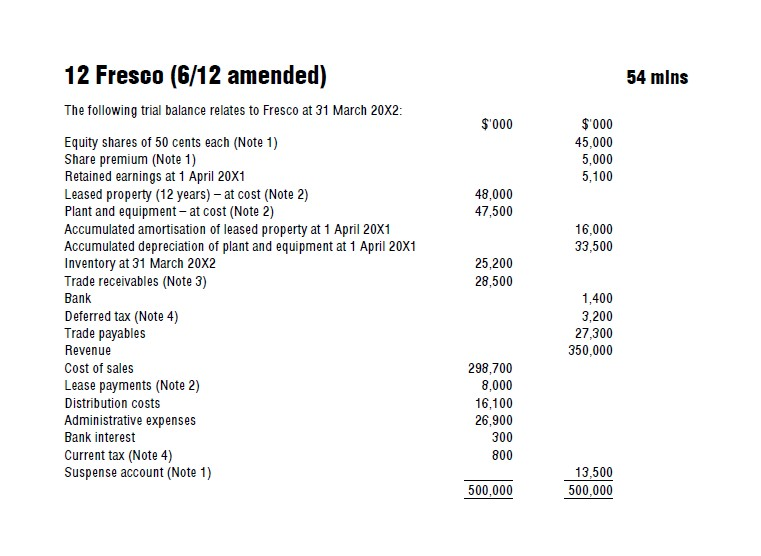 12 Fresco (6/12 amended) 54 mins
The following trial balance relates to Fresco at 31 March 20X2:
$'000 $'000
Equity shares of 50 cents each (Note 1) 45,000
Share premium (Note 1) 5,000
Retained earnings at 1 April 20X1 5,100
Leased property (12 years) – at cost (Note 2) 48,000
Plant and equipment – at cost (Note 2) 47,500
Accumulated amortisation of leased property at 1 April 20X1 16,000
Accumulated depreciation of plant and equipment at 1 April 20X1 33,500
Inventory at 31 March 20X2 25,200
Trade receivables (Note 3) 28,500
Bank 1,400
Deferred tax (Note 4) 3,200
Trade payables 27,300
Revenue 350,000
Cost of sales 298,700
Lease payments (Note 2) 8,000
Distribution costs 16,100
Administrative expenses 26,900
Bank interest 300
Current tax (Note 4) 800
Suspense account (Note 1) 13,500
500,000 500,000